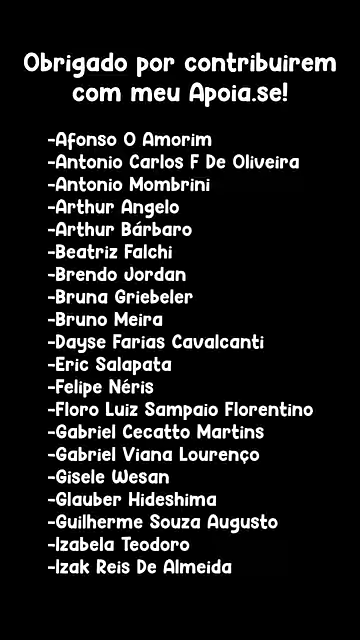 Obrigado por contribuirem
com meu Apoia.se!
-Afonso O Amorim
-Antonio Carlos F De Oliveira
-Antonio Mombrini
-Arthur Angelo
-Arthur Bárbaro
-Beatriz Falchi
-Brendo Jordan
-Bruna Griebeler
-Bruno Meira
-Dayse Farias Cavalcanti
-Eric Salapata
-Felipe Néris
-Floro Luiz Sampaio Florentino
-Gabriel Cecatto Martins
-Gabriel Viana Lourenço
-Gisele Wesan
-Glauber Hideshima
-Guilherme Souza Augusto
-Izabela Teodoro
-Izak Reis De Almeida